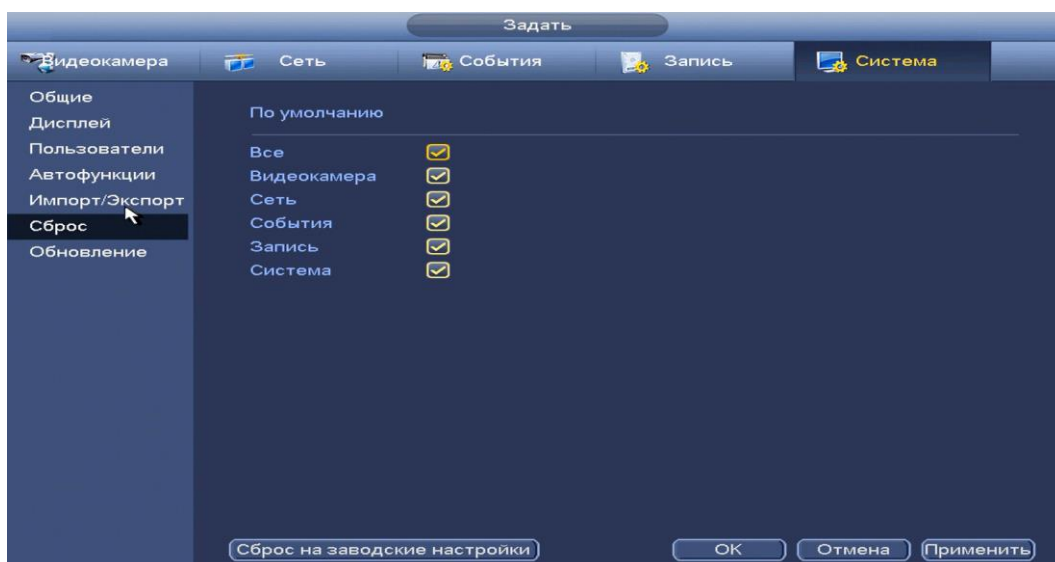 Задать
Видеокамера
Сеть
События
Запись
Система
Общие
Дисплей
Пользователи
Автофункции
Импорт/Экспорт
Сброс
Обновление
По умолчанию
Все
Видеокамера
Сеть
События
Запись
Система
Сброс на заводские настройки
ОК
Отмена
Применить